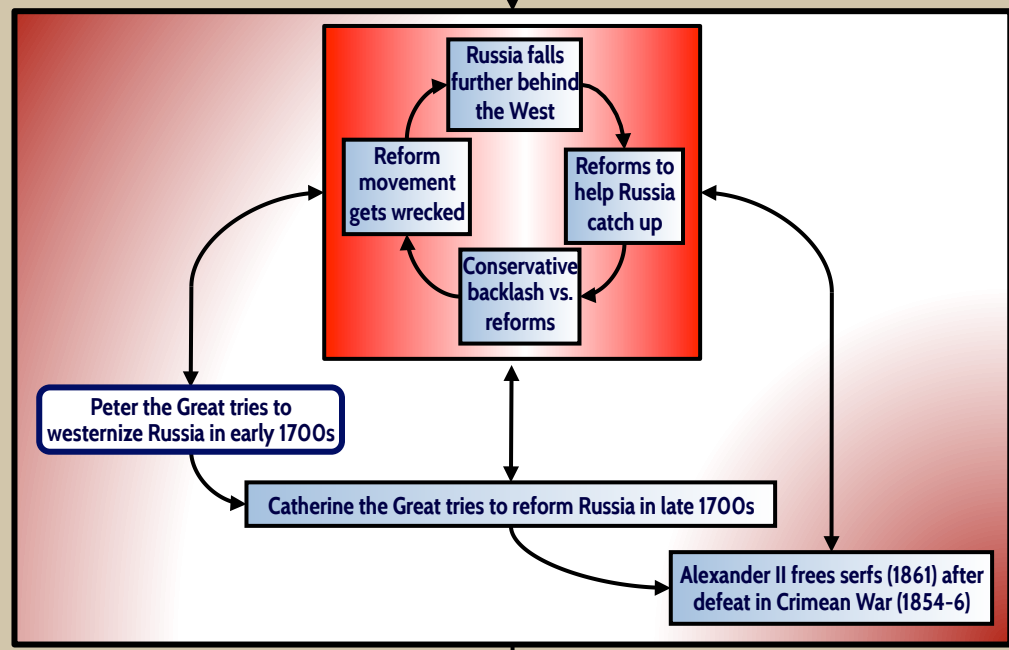 Russia falls
further behind
the West
Reform
movement
gets wrecked
Reforms to
help Russia
catch up
Conservative
backlash vs.
reforms
Peter the Great tries to
westernize Russia in early 1700s
Catherine the Great tries to reform Russia in late 1700s
Alexander II frees serfs (1861) after
defeat in Crimean War (1854-6)